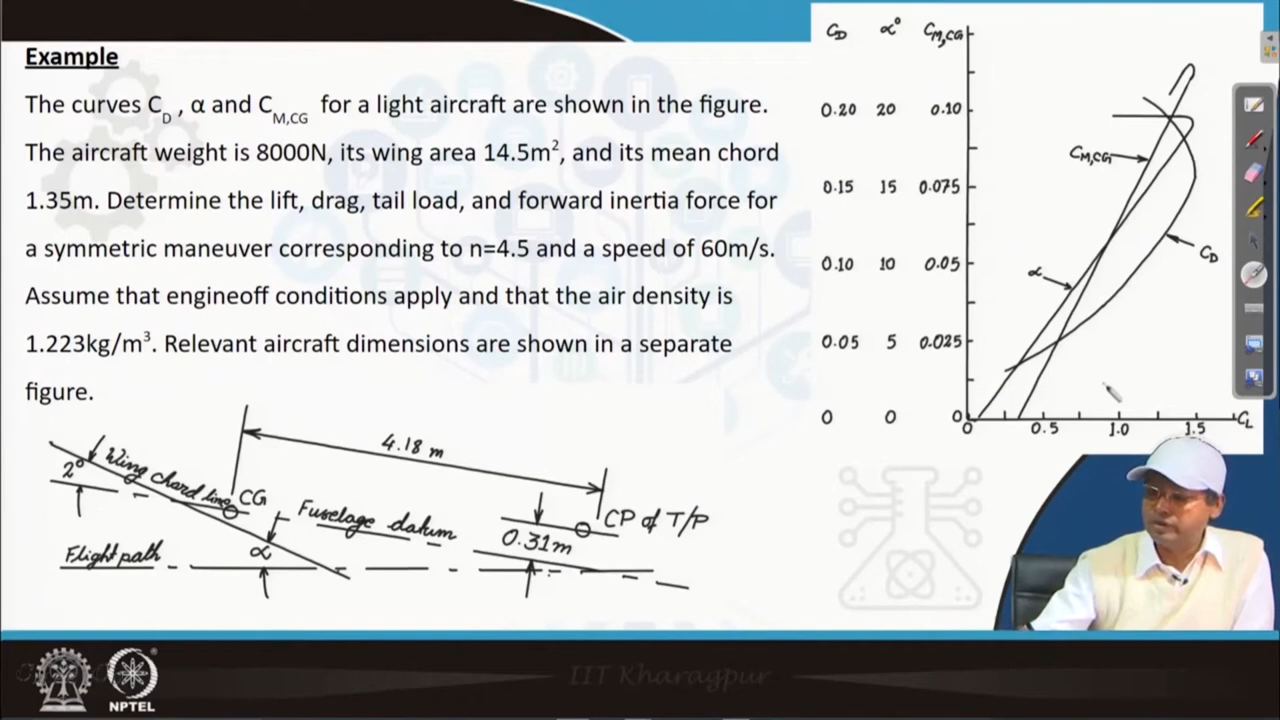 Example
The curves C_D , α and C_M,CG for a light aircraft are shown in the figure.
The aircraft weight is 8000N, its wing area 14.5m², and its mean chord
1.35m. Determine the lift, drag, tail load, and forward inertia force for
a symmetric maneuver corresponding to n=4.5 and a speed of 60m/s.
Assume that engineoff conditions apply and that the air density is
1.223kg/m³. Relevant aircraft dimensions are shown in a separate
figure.
C_D α° C_M,CG
0.20 20 0.10
0.15 15 0.075
0.10 10 0.05
0.05 5 0.025
0 0 0
0 0.5 1.0 1.5 C_L
C_M,CG
α
C_D
4.18 m
2°
Wing chord line
CG
Fuselage datum
CP of T/P
0.31m
Flight path
α
IIT Kharagpur
NPTEL